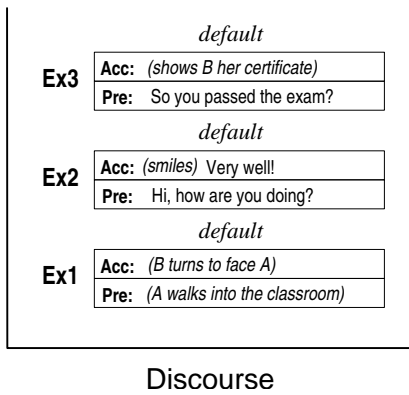 default
Ex3
Acc: (shows B her certificate)
Pre: So you passed the exam?
default
Ex2
Acc: (smiles) Very well!
Pre: Hi, how are you doing?
default
Ex1
Acc: (B turns to face A)
Pre: (A walks into the classroom)
Discourse